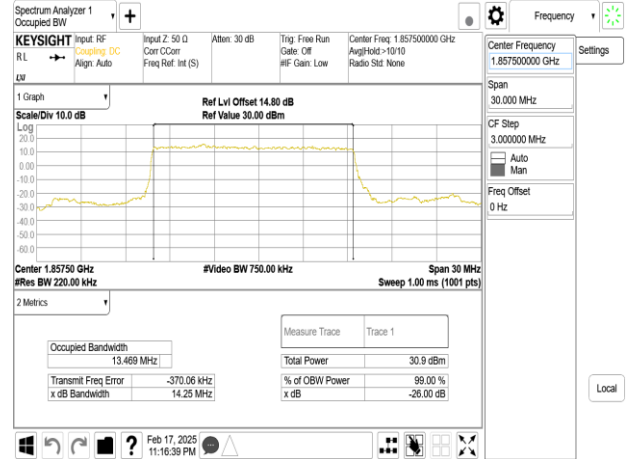 Spectrum Analyzer 1
Occupied BW
Frequency
KEYSIGHT
RL
LXI
Input: RF
Coupling: DC
Align: Auto
Input Z: 50 Ω
Corr CCorr
Freq Ref: Int (S)
Atten: 30 dB
Trig: Free Run
Gate: Off
#IF Gain: Low
Center Freq: 1.857500000 GHz
Avg|Hold:>10/10
Radio Std: None
Center Frequency
1.857500000 GHz
Settings
Span
30.000 MHz
CF Step
3.000000 MHz
Auto
Man
Freq Offset
0 Hz
Local
1 Graph
Scale/Div 10.0 dB
Ref Lvl Offset 14.80 dB
Ref Value 30.00 dBm
Log
20.0
10.0
0.00
-10.0
-20.0
-30.0
-40.0
-50.0
-60.0
Center 1.85750 GHz
#Video BW 750.00 kHz
Span 30 MHz
#Res BW 220.00 kHz
Sweep 1.00 ms (1001 pts)
2 Metrics
Measure Trace
Trace 1
Occupied Bandwidth
13.469 MHz
Total Power
30.9 dBm
Transmit Freq Error
-370.06 kHz
% of OBW Power
99.00 %
x dB Bandwidth
14.25 MHz
x dB
-26.00 dB
?
Feb 17, 2025
11:16:39 PM